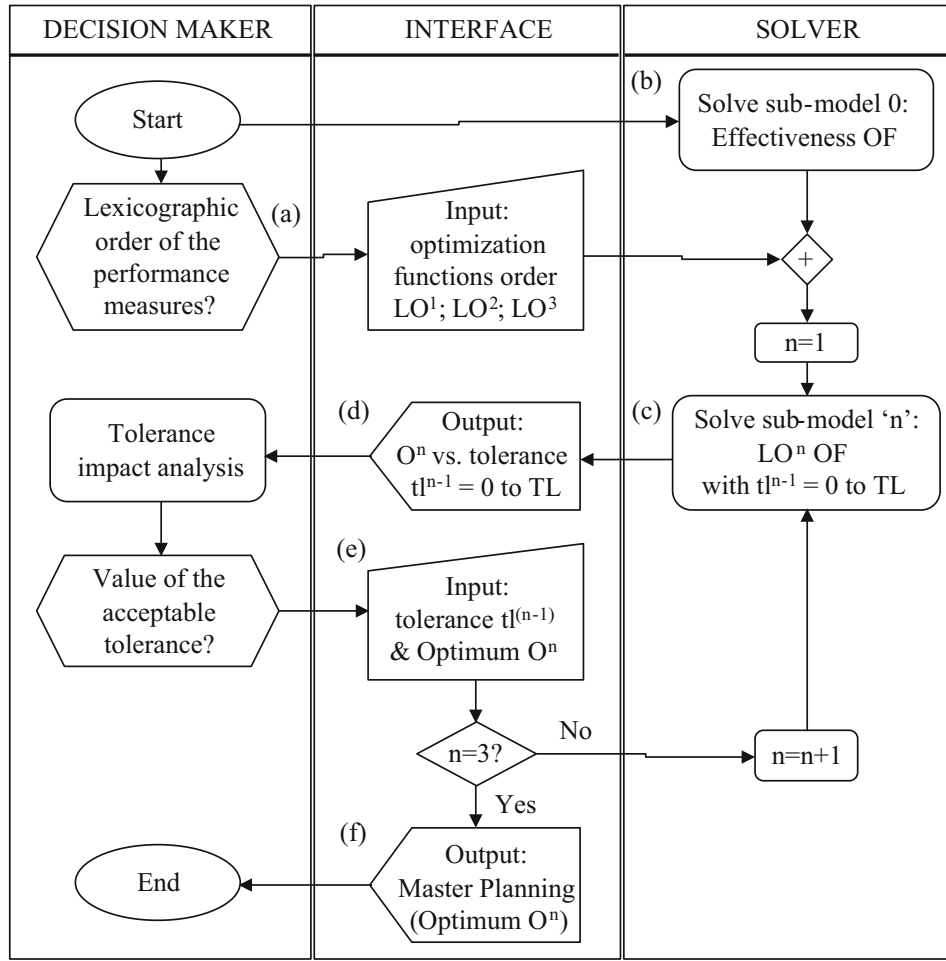 DECISION MAKER
INTERFACE
SOLVER
Start
(b)
Solve sub-model 0:
Effectiveness OF
Lexicographic
order of the
performance
measures?
(a)
Input:
optimization
functions order
LO¹; LO²; LO³
+
n=1
Tolerance
impact analysis
(d)
Output:
Oⁿ vs. tolerance
tlⁿ⁻¹ = 0 to TL
(c)
Solve sub-model ‘n’:
LOⁿ OF
with tlⁿ⁻¹ = 0 to TL
Value of the
acceptable
tolerance?
(e)
Input:
tolerance tl⁽ⁿ⁻¹⁾
& Optimum Oⁿ
n=3?
No
n=n+1
Yes
End
(f)
Output:
Master Planning
(Optimum Oⁿ)